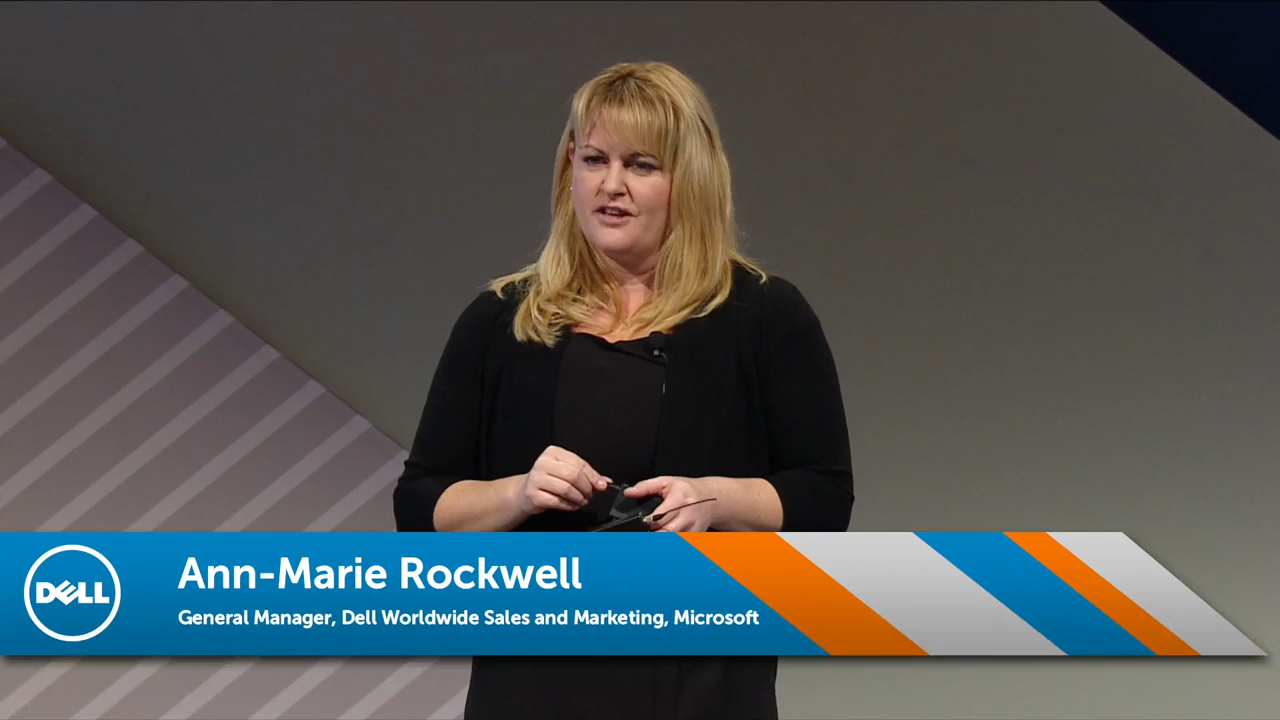 DELL
Ann-Marie Rockwell
General Manager, Dell Worldwide Sales and Marketing, Microsoft